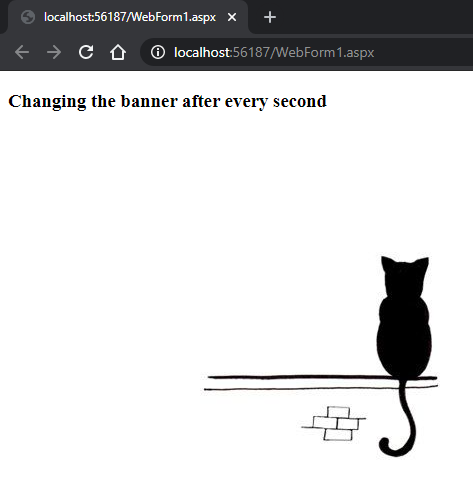 localhost:56187/WebForm1.aspx
localhost:56187/WebForm1.aspx
Changing the banner after every second